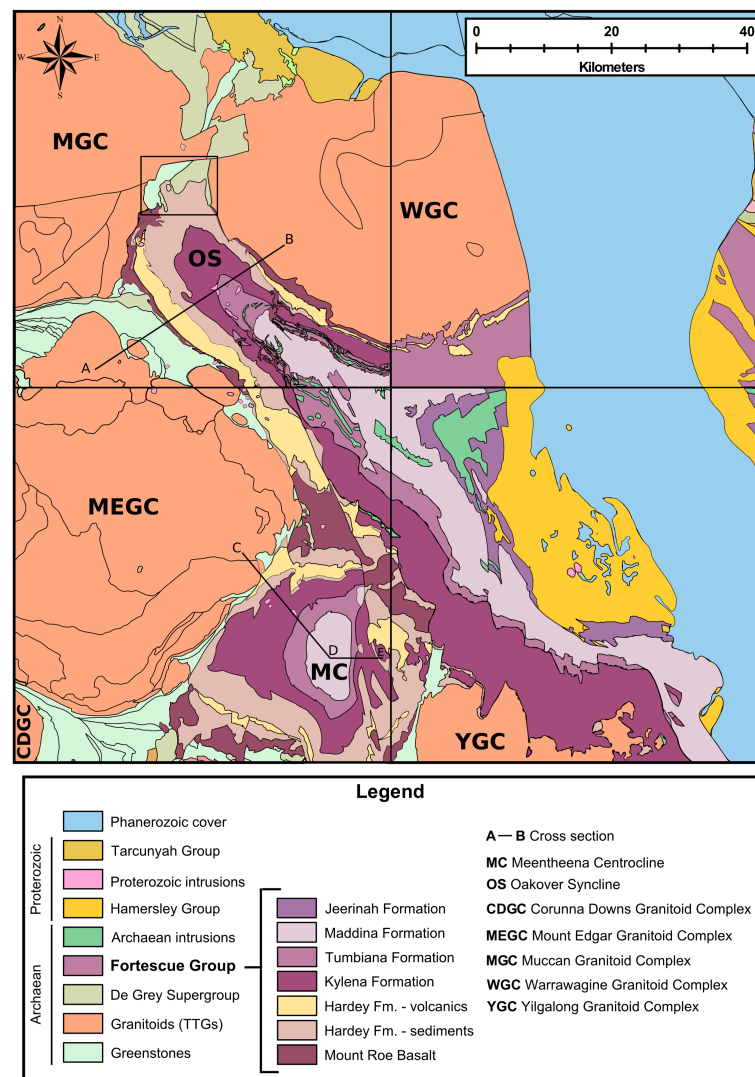 N
W E
S
0 20 40
Kilometers
MGC
WGC
B
OS
A
MEGC
C
D E
MC
CDGC
YGC
Legend
Phanerozoic cover
Tarcunyah Group
Proterozoic intrusions
Hamersley Group
Archaean intrusions
Fortescue Group
De Grey Supergroup
Granitoids (TTGs)
Greenstones
Proterozoic
Archaean
Jeerinah Formation
Maddina Formation
Tumbiana Formation
Kylena Formation
Hardey Fm. - volcanics
Hardey Fm. - sediments
Mount Roe Basalt
A — B Cross section
MC Meentheena Centrocline
OS Oakover Syncline
CDGC Corunna Downs Granitoid Complex
MEGC Mount Edgar Granitoid Complex
MGC Muccan Granitoid Complex
WGC Warrawagine Granitoid Complex
YGC Yilgalong Granitoid Complex